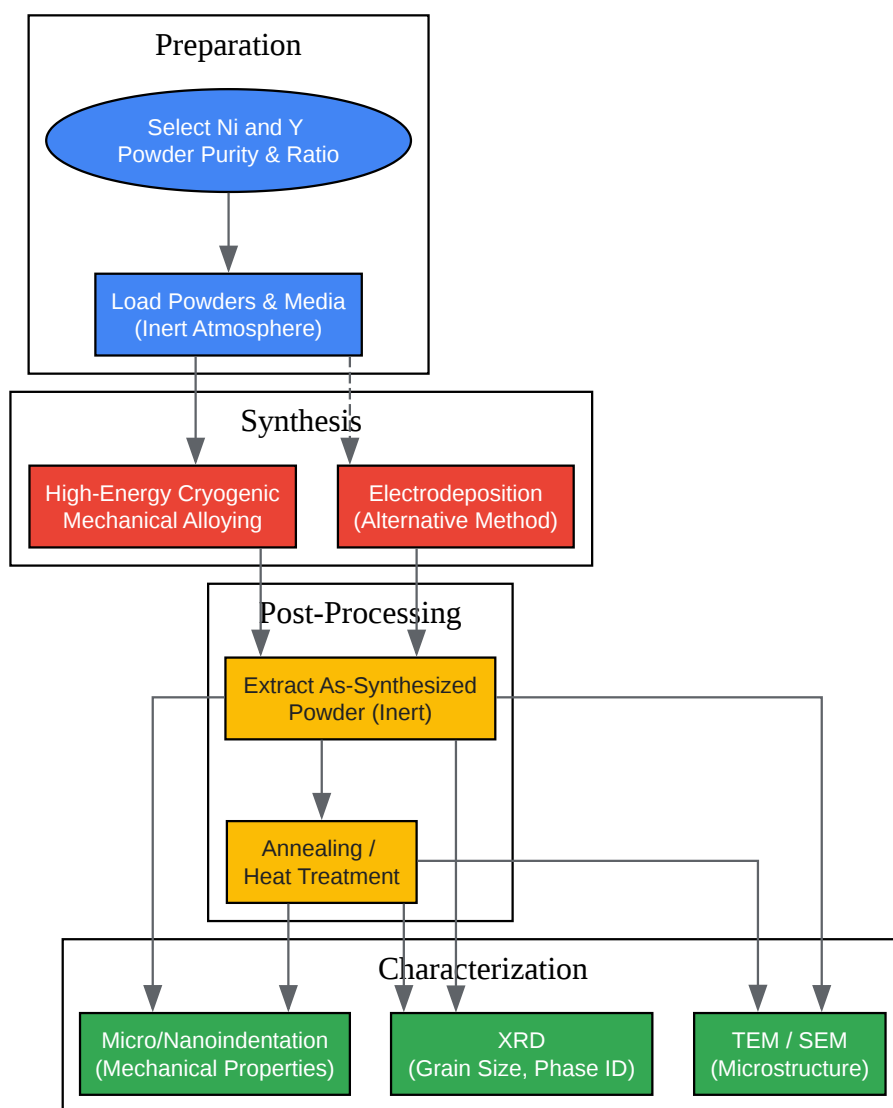 Preparation
Select Ni and Y
Powder Purity & Ratio
Load Powders & Media
(Inert Atmosphere)
Synthesis
High-Energy Cryogenic
Mechanical Alloying
Electrodeposition
(Alternative Method)
Post-Processing
Extract As-Synthesized
Powder (Inert)
Annealing /
Heat Treatment
Characterization
Micro/Nanoindentation
(Mechanical Properties)
XRD
(Grain Size, Phase ID)
TEM / SEM
(Microstructure)